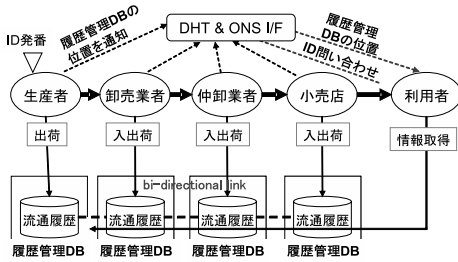 DHT & ONS I/F
ID発番
履歴管理DBの
位置を通知
履歴管理
DBの位置
ID問い合わせ
生産者
卸売業者
仲卸業者
小売店
利用者
出荷
入出荷
入出荷
入出荷
情報取得
bi-directional link
流通履歴
流通履歴
流通履歴
流通履歴
履歴管理DB
履歴管理DB
履歴管理DB
履歴管理DB